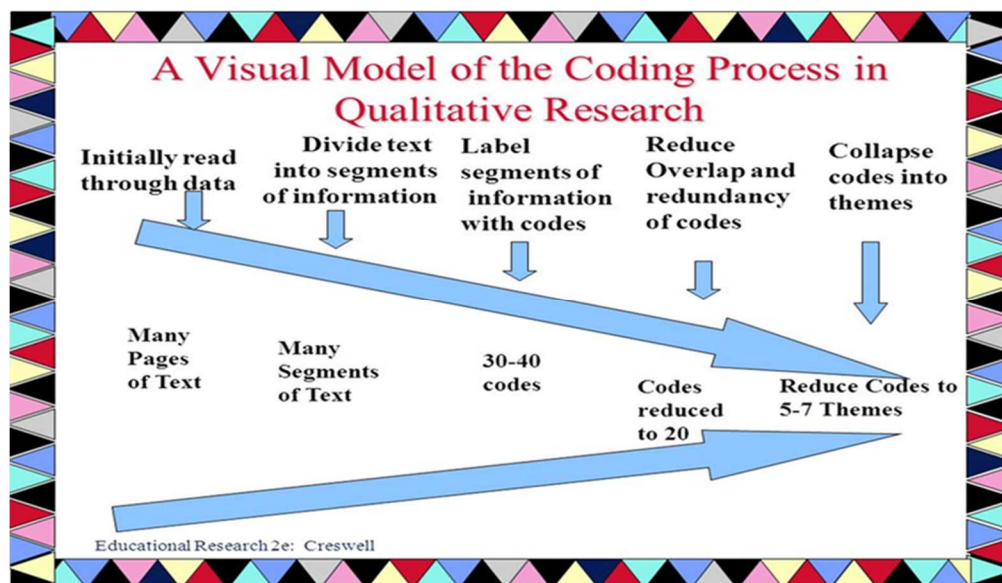 A Visual Model of the Coding Process in
Qualitative Research
Initially read
through data
Divide text
into segments
of information
Label
segments of
information
with codes
Reduce
Overlap and
redundancy
of codes
Collapse
codes into
themes
Many
Pages
of Text
Many
Segments
of Text
30-40
codes
Codes
reduced
to 20
Reduce Codes to
5-7 Themes
Educational Research 2e: Creswell